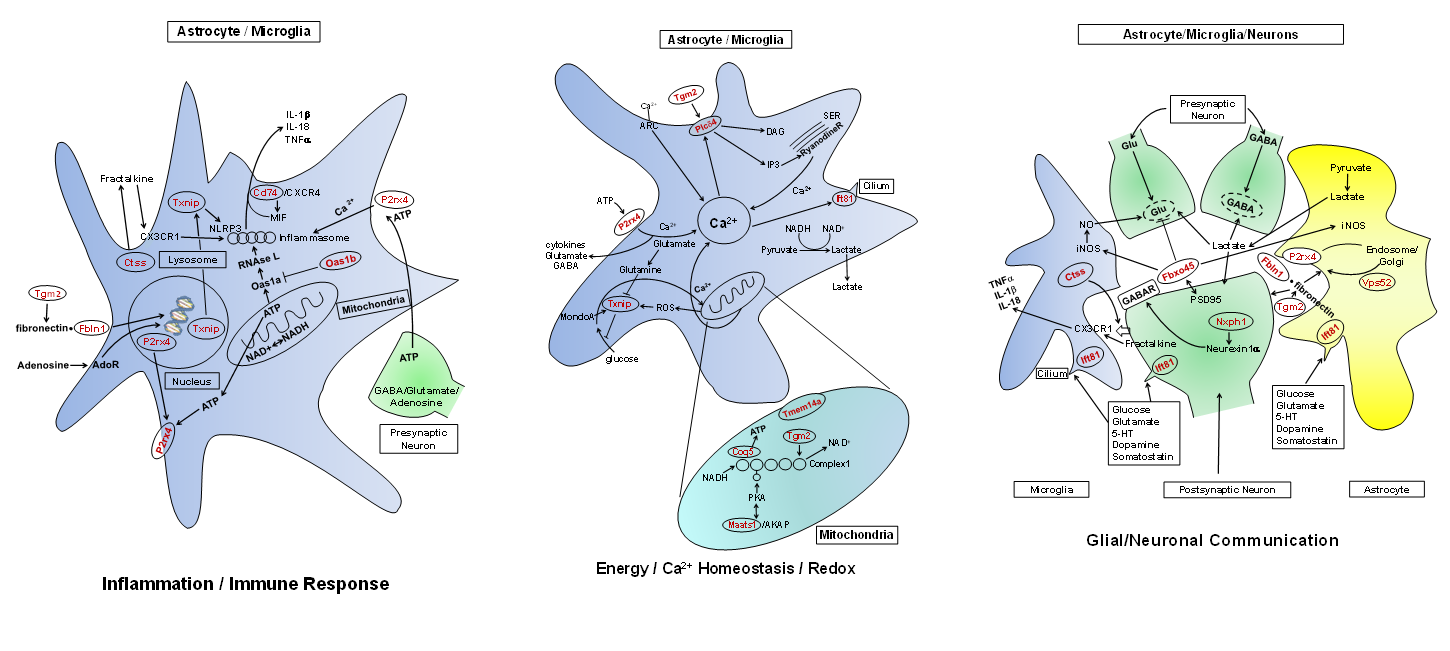 Astrocyte / Microglia
IL-1β
IL-18
TNFα
Fractalkine
Txnip
Cd74/CXCR4
MIF
Ca 2+
P2rx4
ATP
NLRP3
CX3CR1
Inflammasome
Ctss
Lysosome
RNAse L
Oas1b
Oas1a
Tgm2
fibronectin
Fbln1
Txnip
P2rx4
ATP
Mitochondria
NAD+↔NADH
Adenosine
AdoR
Nucleus
ATP
ATP
GABA/Glutamate/
Adenosine
P2rx4
Presynaptic
Neuron
Inflammation / Immune Response
Astrocyte / Microglia
Ca2+
ARC
Tgm2
Plcδ4
DAG
SER
RyanodineR
IP3
Ca2+
Cilium
Ift81
ATP
P2rx4
Ca2+
Ca2+
Glutamate
cytokines
Glutamate
GABA
NADH
NAD+
Pyruvate
Lactate
Glutamine
Lactate
Ca2+
Txnip
ROS
MondoA
glucose
Tmem14a
ATP
Tgm2
Coq5
NAD+
NADH
Complex1
PKA
Maats1/AKAP
Mitochondria
Energy / Ca2+ Homeostasis / Redox
Astrocyte/Microglia/Neurons
Presynaptic
Neuron
Glu
GABA
Pyruvate
Lactate
Glu
GABA
NO
iNOS
iNOS
Lactate
Endosome/
Golgi
P2rx4
Ctss
Fbxo45
Fbln1
Vps52
TNFα
IL-1β
IL-18
GABAR
PSD95
fibronectin
Tgm2
CX3CR1
Nxph1
Fractalkine
Neurexin1α
Ift81
Ift81
Ift81
Cilium
Glucose
Glutamate
5-HT
Dopamine
Somatostatin
Glucose
Glutamate
5-HT
Dopamine
Somatostatin
Microglia
Postsynaptic Neuron
Astrocyte
Glial/Neuronal Communication